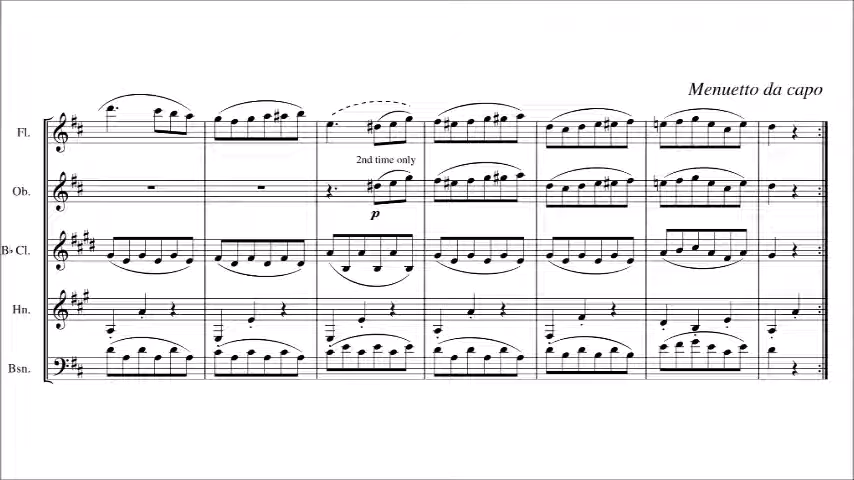 Menuetto da capo
Fl.
2nd time only
Ob.
p
B♭ Cl.
Hn.
Bsn.